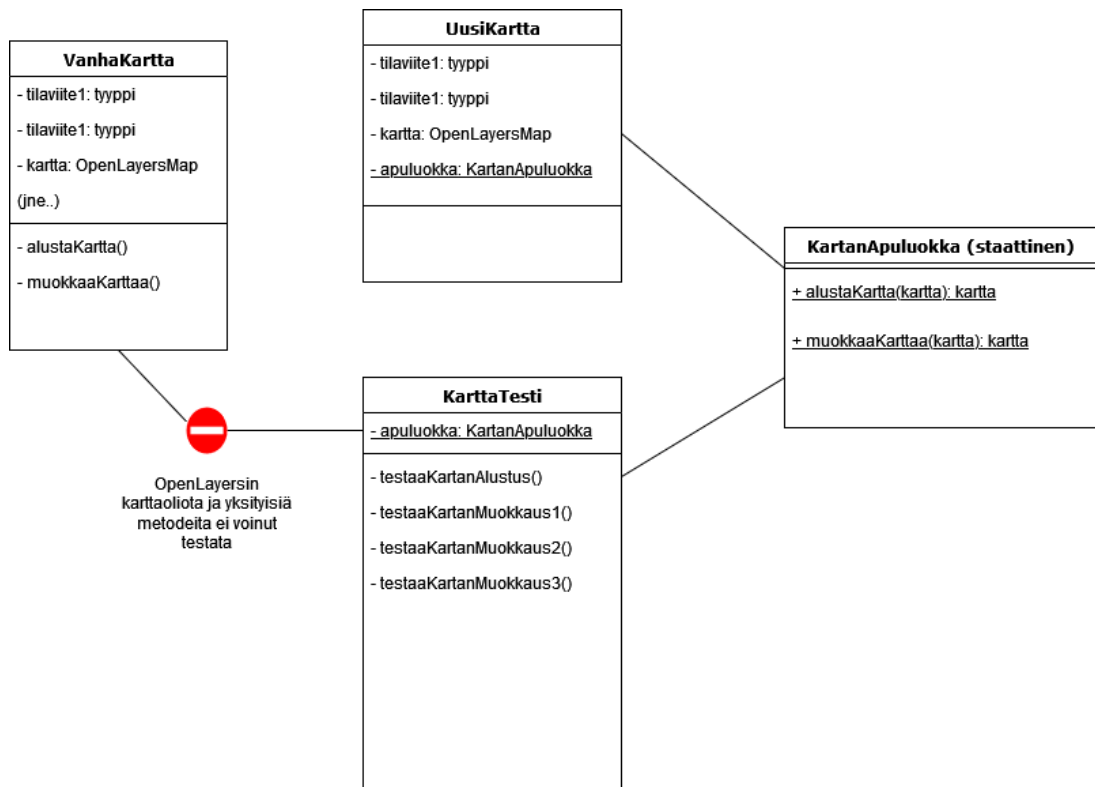 VanhaKartta
- tilaviite1: tyyppi
- tilaviite1: tyyppi
- kartta: OpenLayersMap
(jne..)
- alustaKartta()
- muokkaaKarttaa()
UusiKartta
- tilaviite1: tyyppi
- tilaviite1: tyyppi
- kartta: OpenLayersMap
- apuluokka: KartanApuluokka
KartanApuluokka (staattinen)
+ alustaKartta(kartta): kartta
+ muokkaaKarttaa(kartta): kartta
OpenLayersin
karttaoliota ja yksityisiä
metodeita ei voinut
testata
KarttaTesti
- apuluokka: KartanApuluokka
- testaaKartanAlustus()
- testaaKartanMuokkaus1()
- testaaKartanMuokkaus2()
- testaaKartanMuokkaus3()